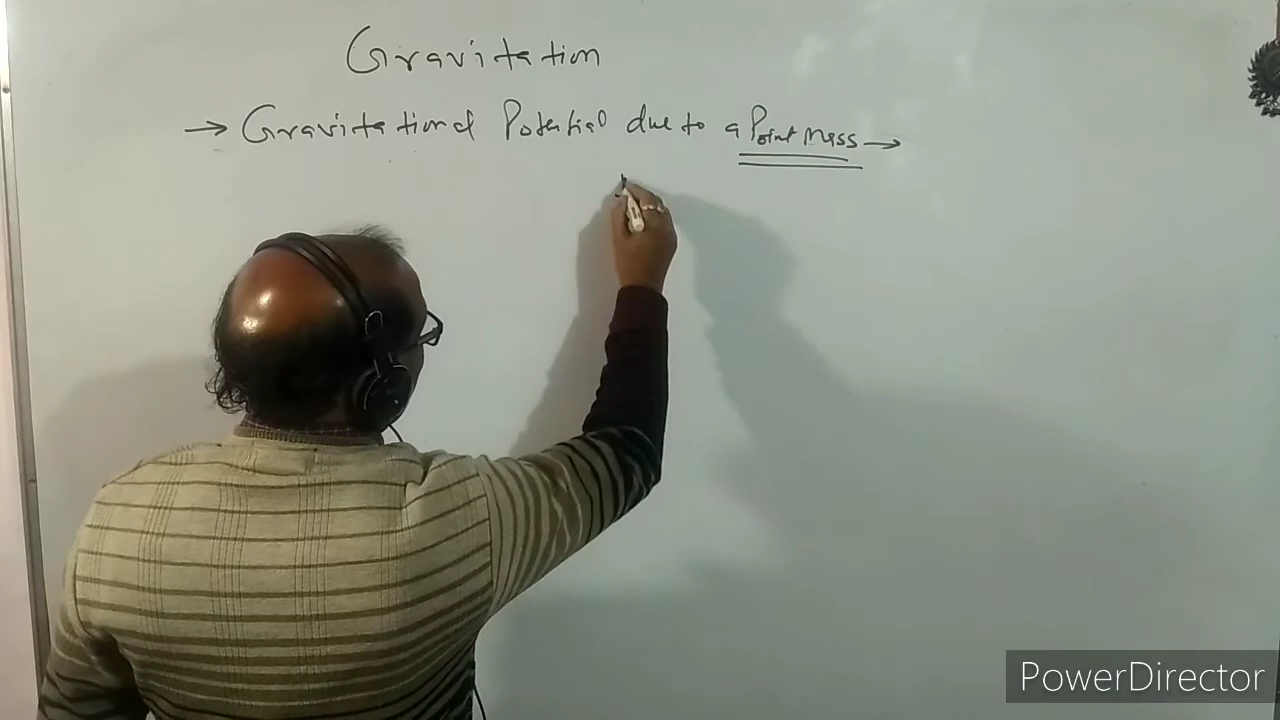 Gravitation
→ Gravitational Potential due to a Point Mass →
PowerDirector